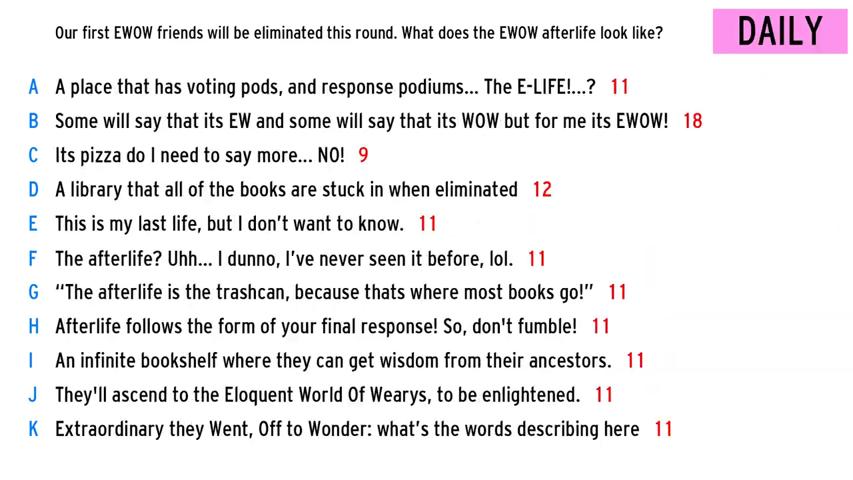 Our first EWOW friends will be eliminated this round. What does the EWOW afterlife look like?
DAILY
A A place that has voting pods, and response podiums... The E-LIFE!...? 11
B Some will say that its EW and some will say that its WOW but for me its EWOW! 18
C Its pizza do I need to say more... NO! 9
D A library that all of the books are stuck in when eliminated 12
E This is my last life, but I don't want to know. 11
F The afterlife? Uhh... I dunno, I've never seen it before, lol. 11
G “The afterlife is the trashcan, because thats where most books go!” 11
H Afterlife follows the form of your final response! So, don't fumble! 11
I An infinite bookshelf where they can get wisdom from their ancestors. 11
J They'll ascend to the Eloquent World Of Wearys, to be enlightened. 11
K Extraordinary they Went, Off to Wonder: what's the words describing here 11